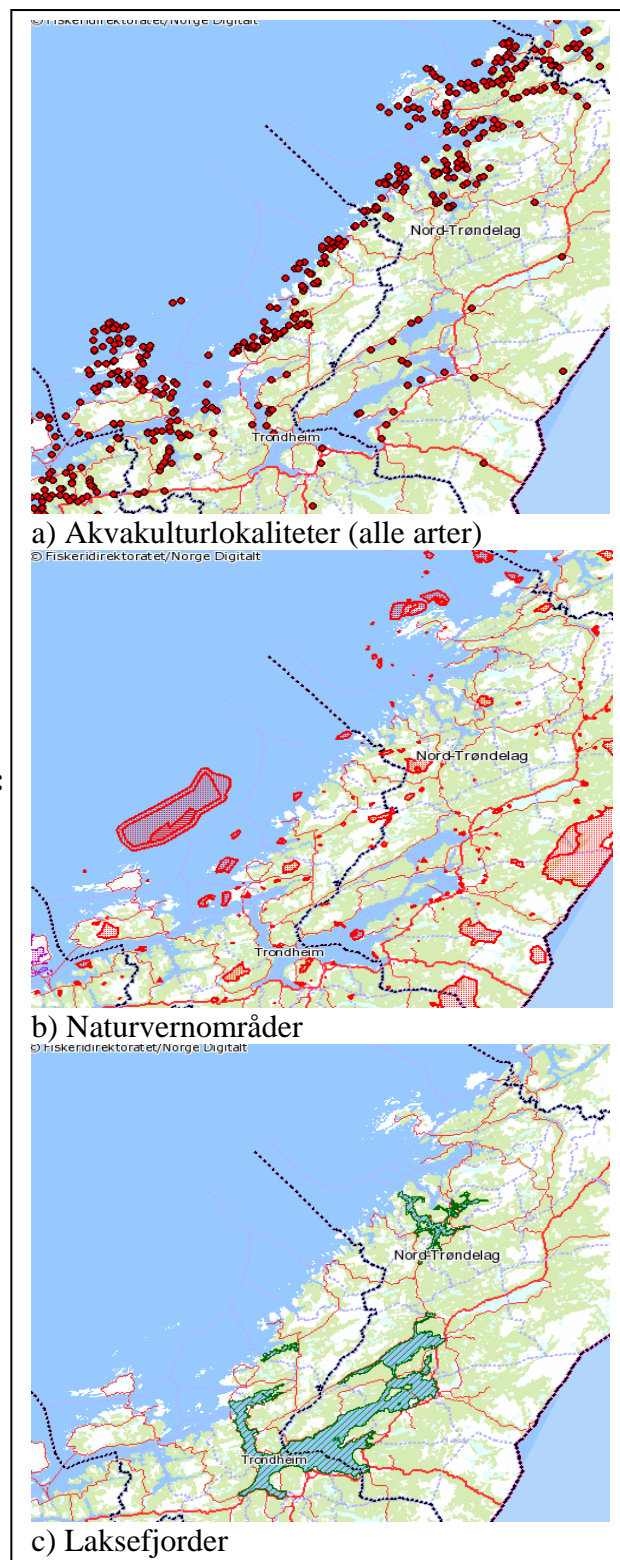 © Fiskeridirektoratet/Norge Digitalt
Nord-Trøndelag
Trondheim
a) Akvakulturlokaliteter (alle arter)
© Fiskeridirektoratet/Norge Digitalt
Nord-Trøndelag
:
Trondheim
b) Naturvernområder
© Fiskeridirektoratet/Norge Digitalt
Nord-Trøndelag
Trondheim
c) Laksefjorder